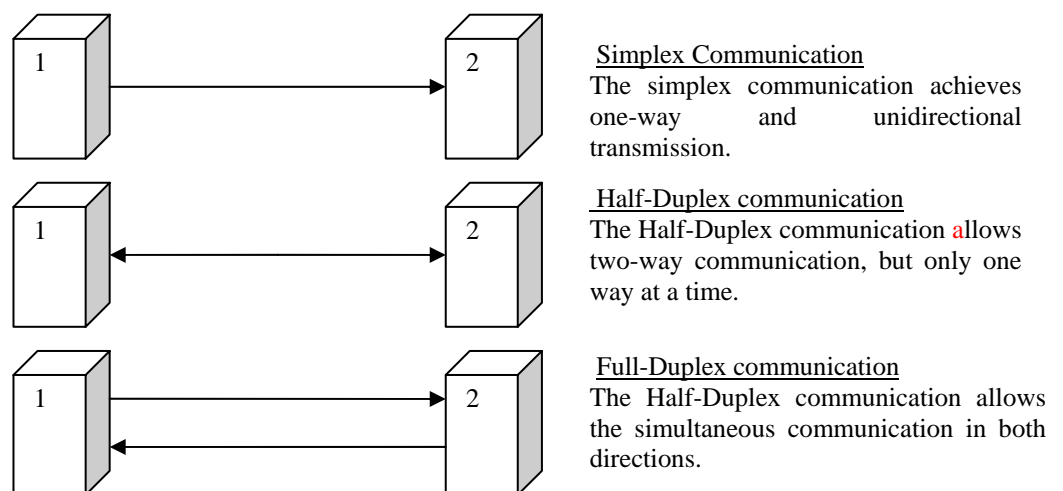 1
2
Simplex Communication
The simplex communication achieves
one-way and unidirectional
transmission.
1
2
Half-Duplex communication
The Half-Duplex communication allows
two-way communication, but only one
way at a time.
1
2
Full-Duplex communication
The Half-Duplex communication allows
the simultaneous communication in both
directions.